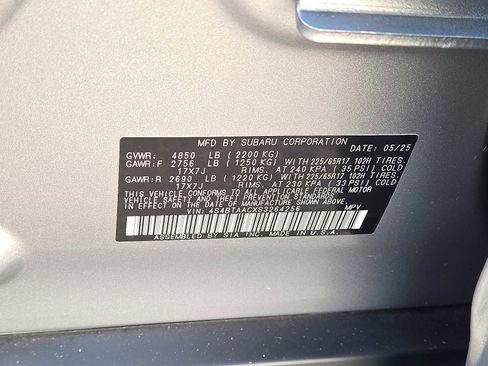 MFD BY SUBARU CORPORATION DATE: 05/25
GVWR: 4850 LB (2200 KG)
GAWR:F 2756 LB (1250 KG) WITH 225/65R17 102H TIRES.
17X7J RIMS. AT 240 KPA (35 PSI) COLD
GAWR:R 2690 LB (1220 KG) WITH 225/65R17 102H TIRES.
17X7J RIMS. AT 230 KPA (33 PSI) COLD
THIS VEHICLE CONFORMS TO ALL APPLICABLE FEDERAL MOTOR
VEHICLE SAFETY AND THEFT PREVENTION STANDARDS IN
EFFECT ON THE DATE OF MANUFACTURE SHOWN ABOVE.
VIN: 4S4BTAACXS3264256 MPV
ASSEMBLED BY SIA INC. MADE IN U.S.A.